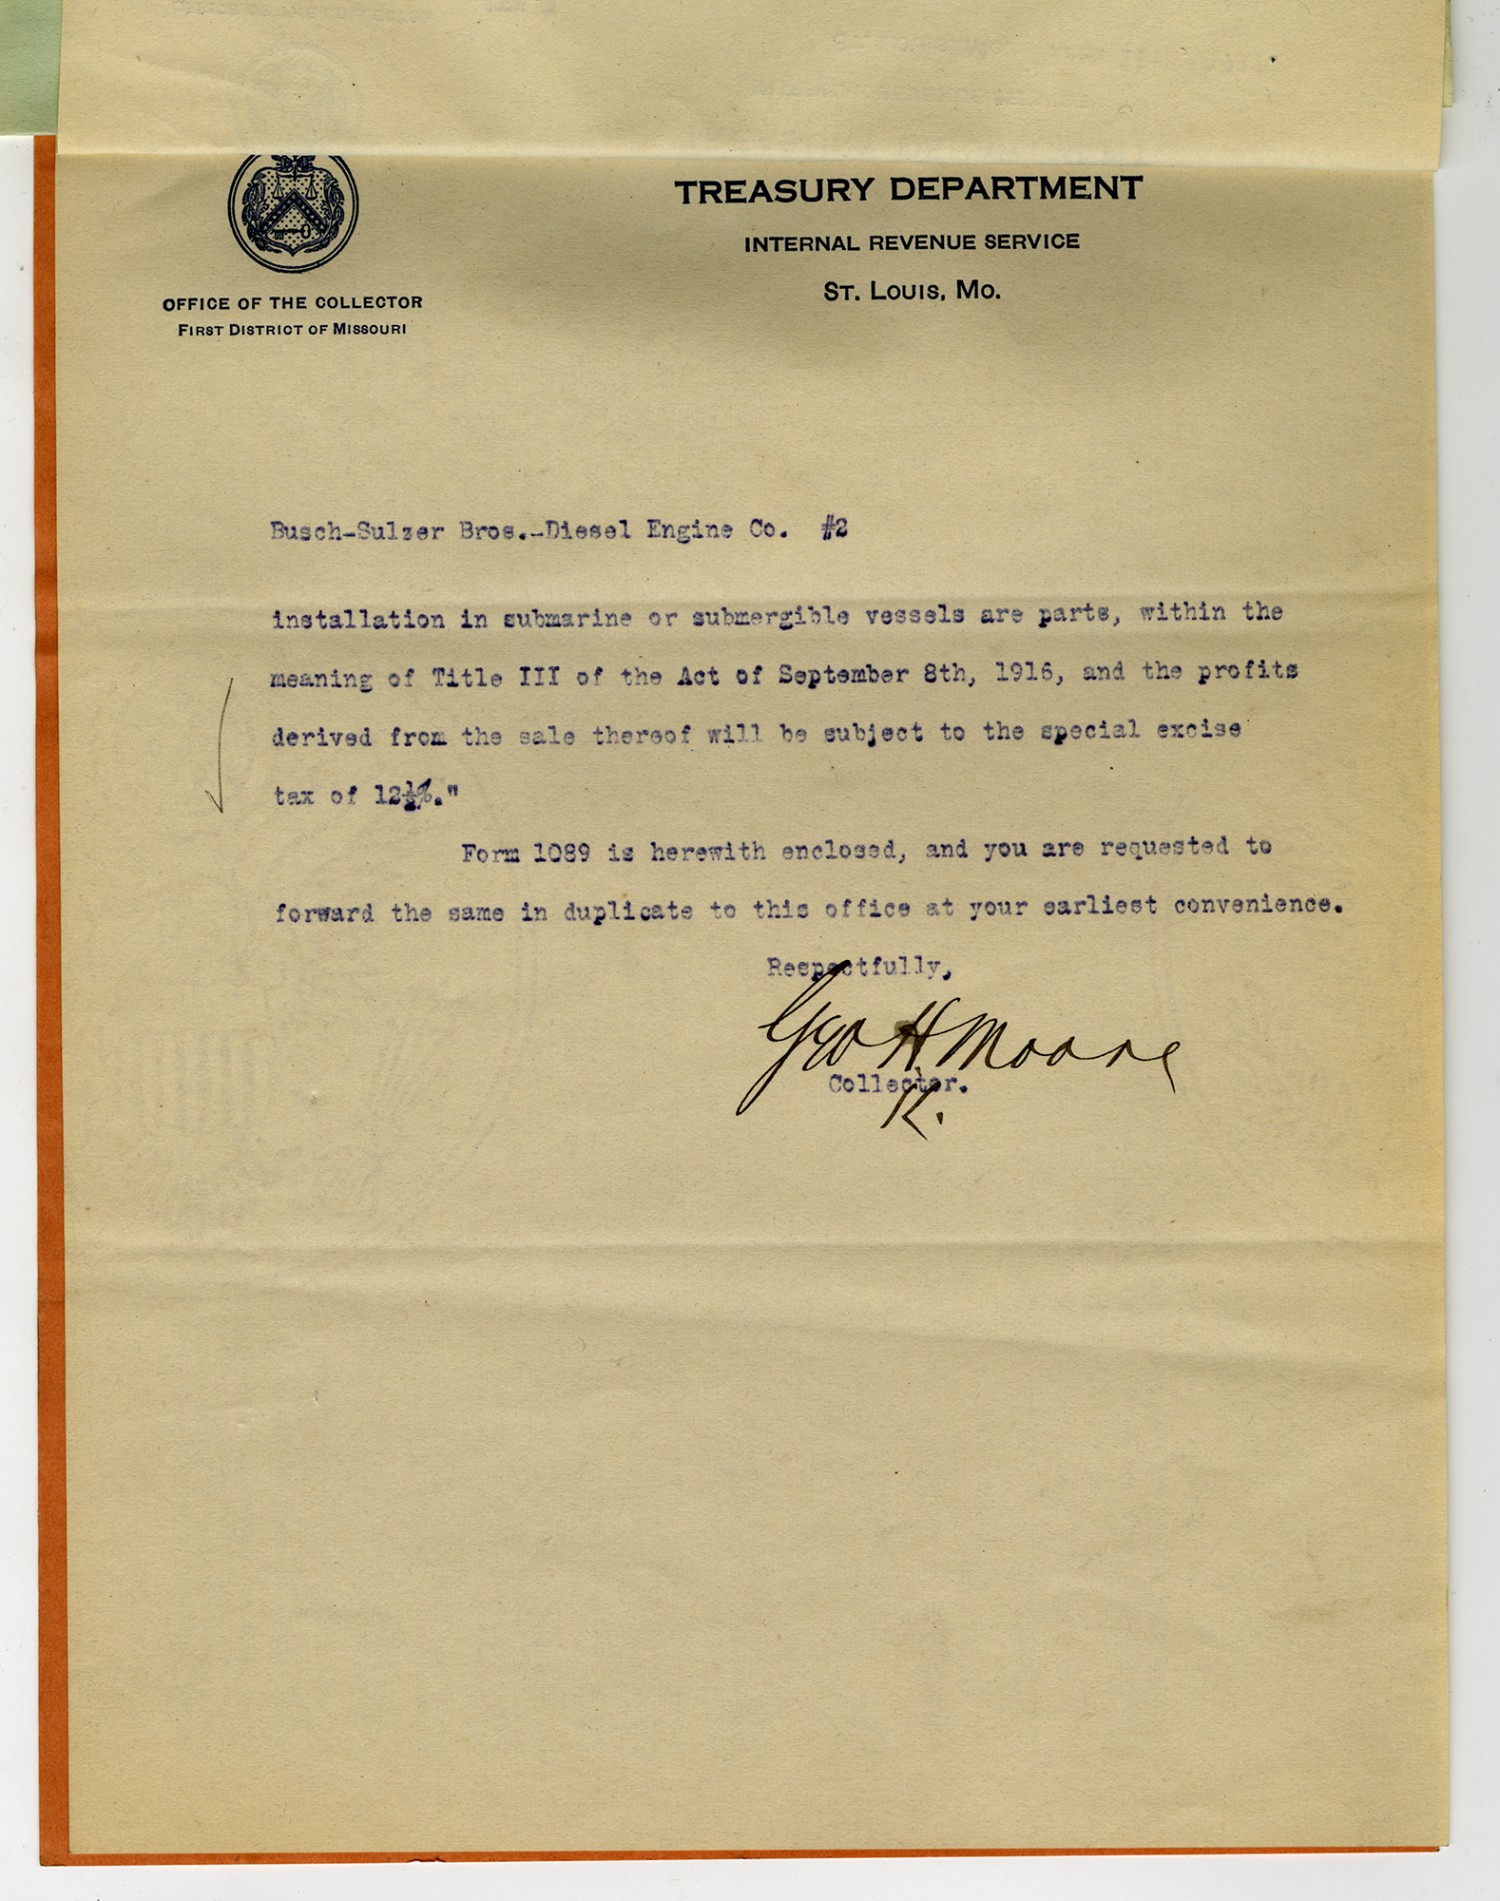 TREASURY DEPARTMENT
INTERNAL REVENUE SERVICE
ST. LOUIS, MO.
OFFICE OF THE COLLECTOR
FIRST DISTRICT OF MISSOURI
Busch-Sulzer Bros.-Diesel Engine Co. #2
installation in submarine or submergible vessels are parts, within the
meaning of Title III of the Act of September 8th, 1916, and the profits
derived from the sale thereof will be subject to the special excise
tax of 12½%."
Form 1089 is herewith enclosed, and you are requested to
forward the same in duplicate to this office at your earliest convenience.
Respectfully,
Geo H Moore
Collector.
K.